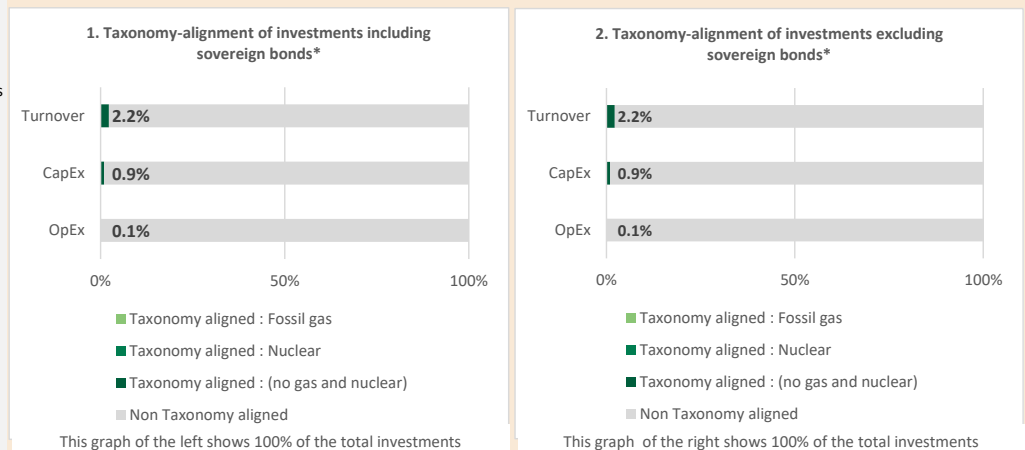 1. Taxonomy-alignment of investments including
sovereign bonds*
s
Turnover
2.2%
CapEx
0.9%
OpEx
0.1%
0%
50%
100%
Taxonomy aligned : Fossil gas
Taxonomy aligned : Nuclear
Taxonomy aligned : (no gas and nuclear)
Non Taxonomy aligned
This graph of the left shows 100% of the total investments
2. Taxonomy-alignment of investments excluding
sovereign bonds*
Turnover
2.2%
CapEx
0.9%
OpEx
0.1%
0%
50%
100%
Taxonomy aligned : Fossil gas
Taxonomy aligned : Nuclear
Taxonomy aligned : (no gas and nuclear)
Non Taxonomy aligned
This graph of the right shows 100% of the total investments